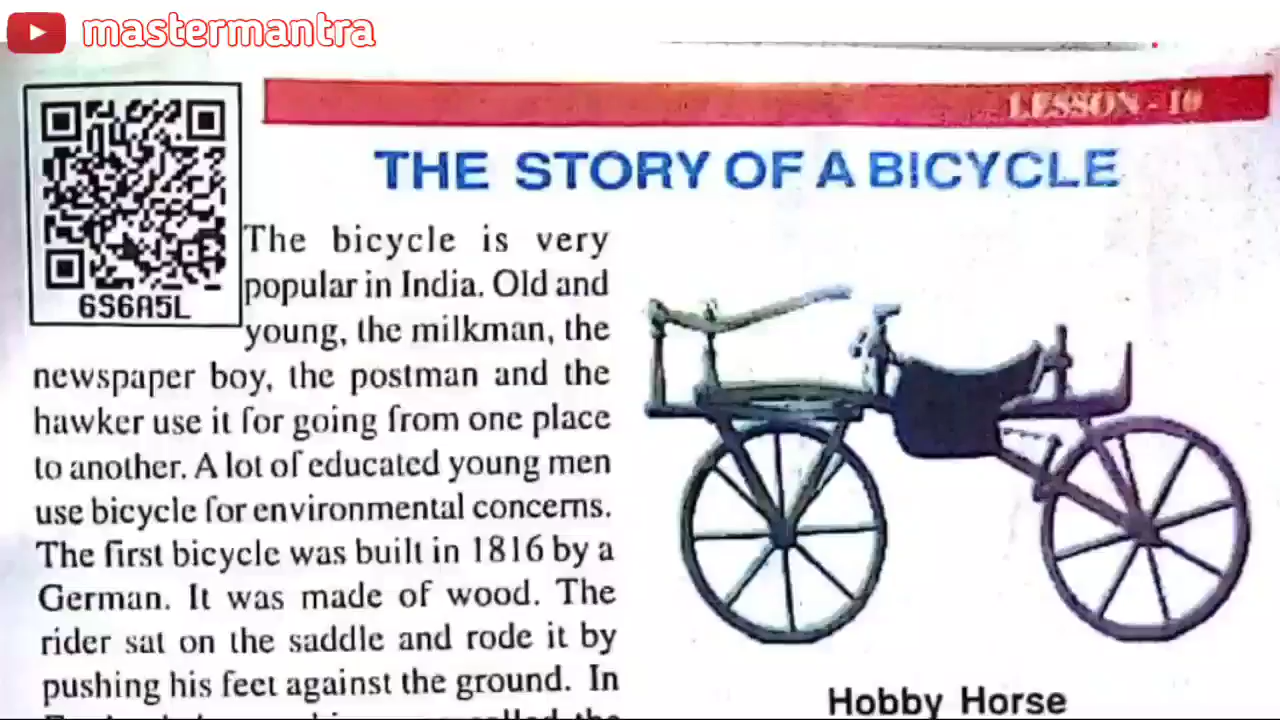 mastermantra
LESSON - 10
THE STORY OF A BICYCLE
6S6A5L
The bicycle is very
popular in India. Old and
young, the milkman, the
newspaper boy, the postman and the
hawker use it for going from one place
to another. A lot of educated young men
use bicycle for environmental concerns.
The first bicycle was built in 1816 by a
German. It was made of wood. The
rider sat on the saddle and rode it by
pushing his feet against the ground. In
Hobby Horse